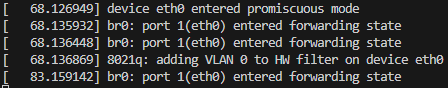 [   68.126949] device eth0 entered promiscuous mode
[   68.135932] br0: port 1(eth0) entered forwarding state
[   68.136448] br0: port 1(eth0) entered forwarding state
[   68.136869] 8021q: adding VLAN 0 to HW filter on device eth0
[   83.159142] br0: port 1(eth0) entered forwarding state